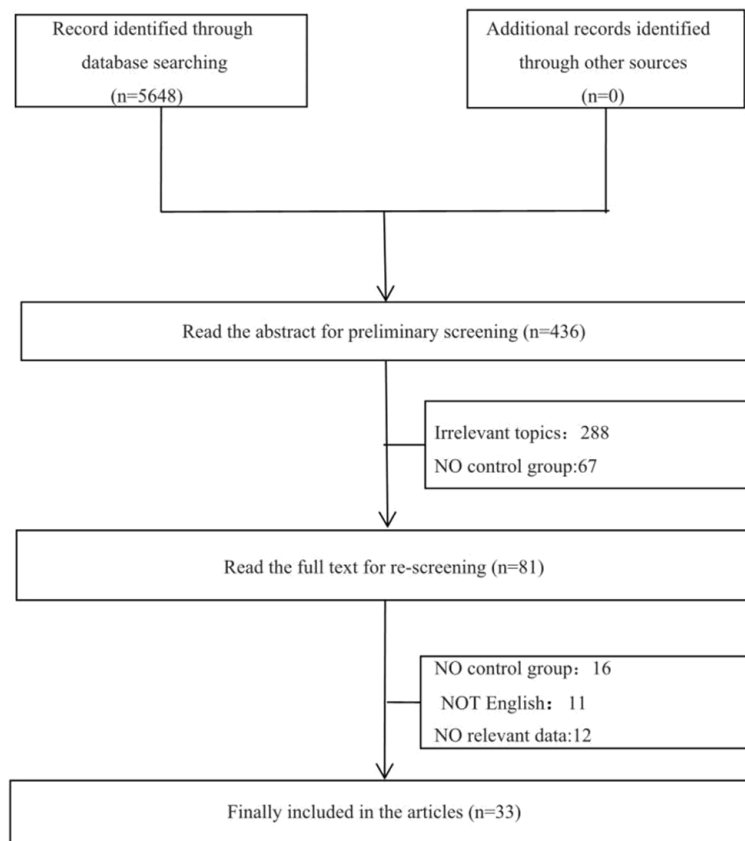 Record identified through
database searching
(n=5648)
Additional records identified
through other sources
(n=0)
Read the abstract for preliminary screening (n=436)
Irrelevant topics：288
NO control group:67
Read the full text for re-screening (n=81)
NO control group：16
NOT English：11
NO relevant data:12
Finally included in the articles (n=33)